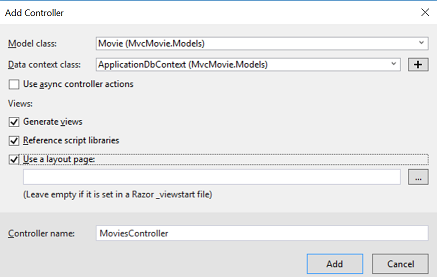 Add Controller
Model class: Movie (MvcMovie.Models)
Data context class: ApplicationDbContext (MvcMovie.Models)
Use async controller actions
Views:
Generate views
Reference script libraries
Use a layout page:
...
(Leave empty if it is set in a Razor _viewstart file)
Controller name: MoviesController
Add Cancel